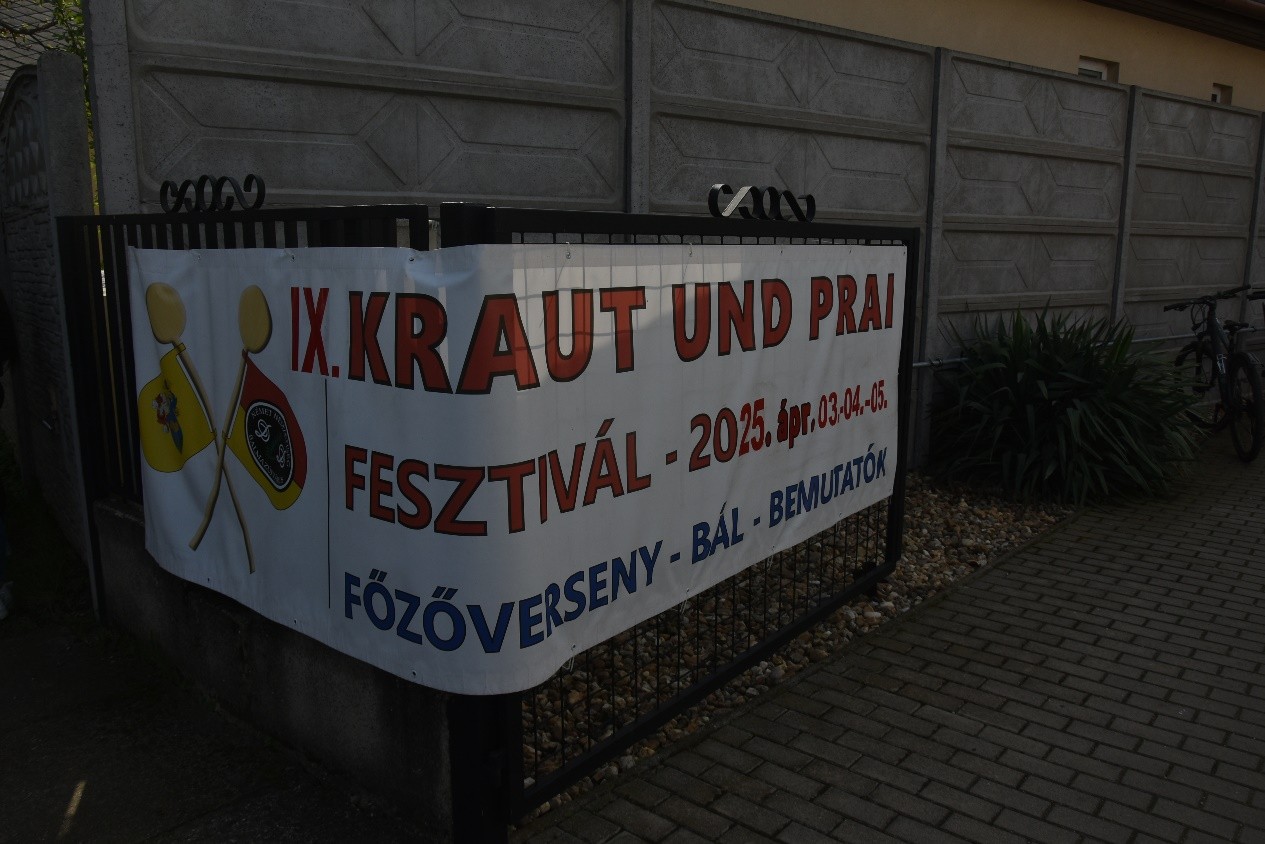 IX. KRAUT UND PRAI
FESZTIVÁL - 2025. ápr. 03.-04.-05.
FŐZŐVERSENY - BÁL - BEMUTATÓK